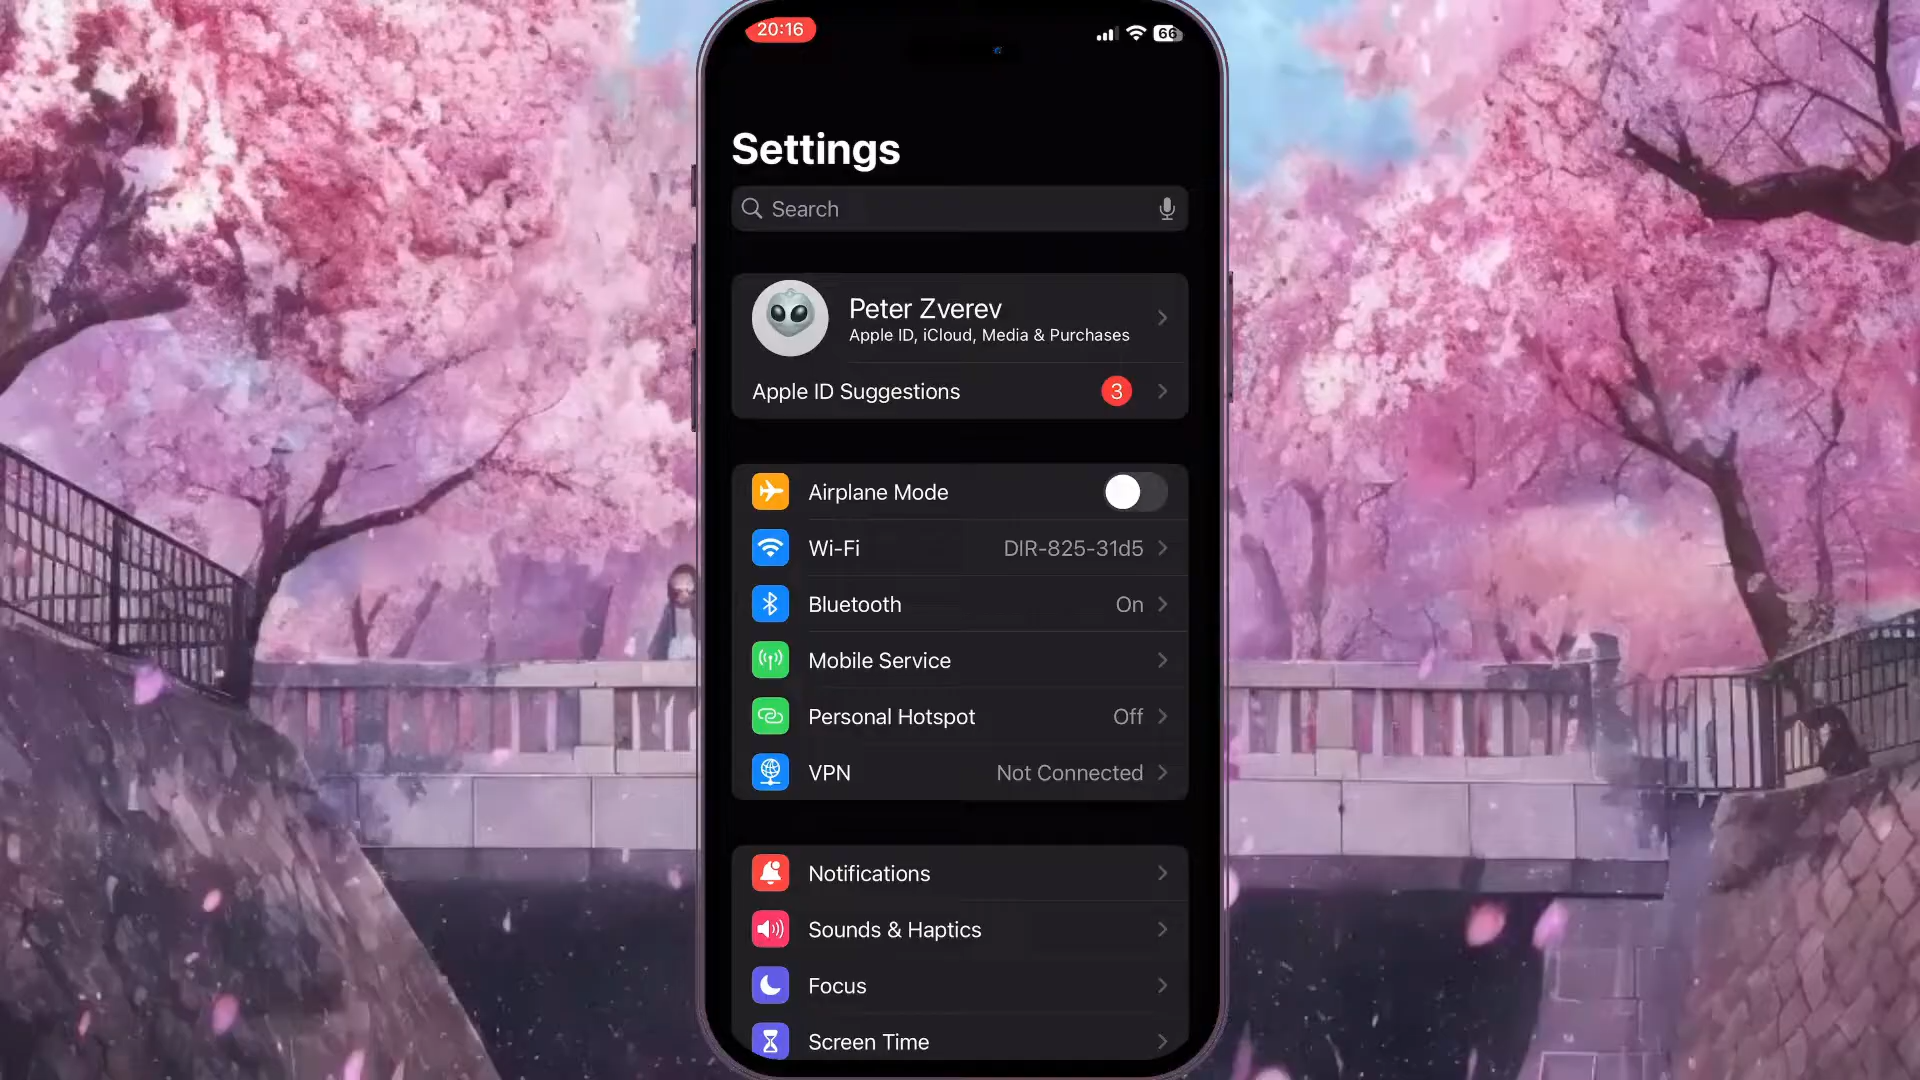 20:16
66
Settings
Search
Peter Zverev
Apple ID, iCloud, Media & Purchases
Apple ID Suggestions 3
Airplane Mode
Wi-Fi DIR-825-31d5
Bluetooth On
Mobile Service
Personal Hotspot Off
VPN Not Connected
Notifications
Sounds & Haptics
Focus
Screen Time